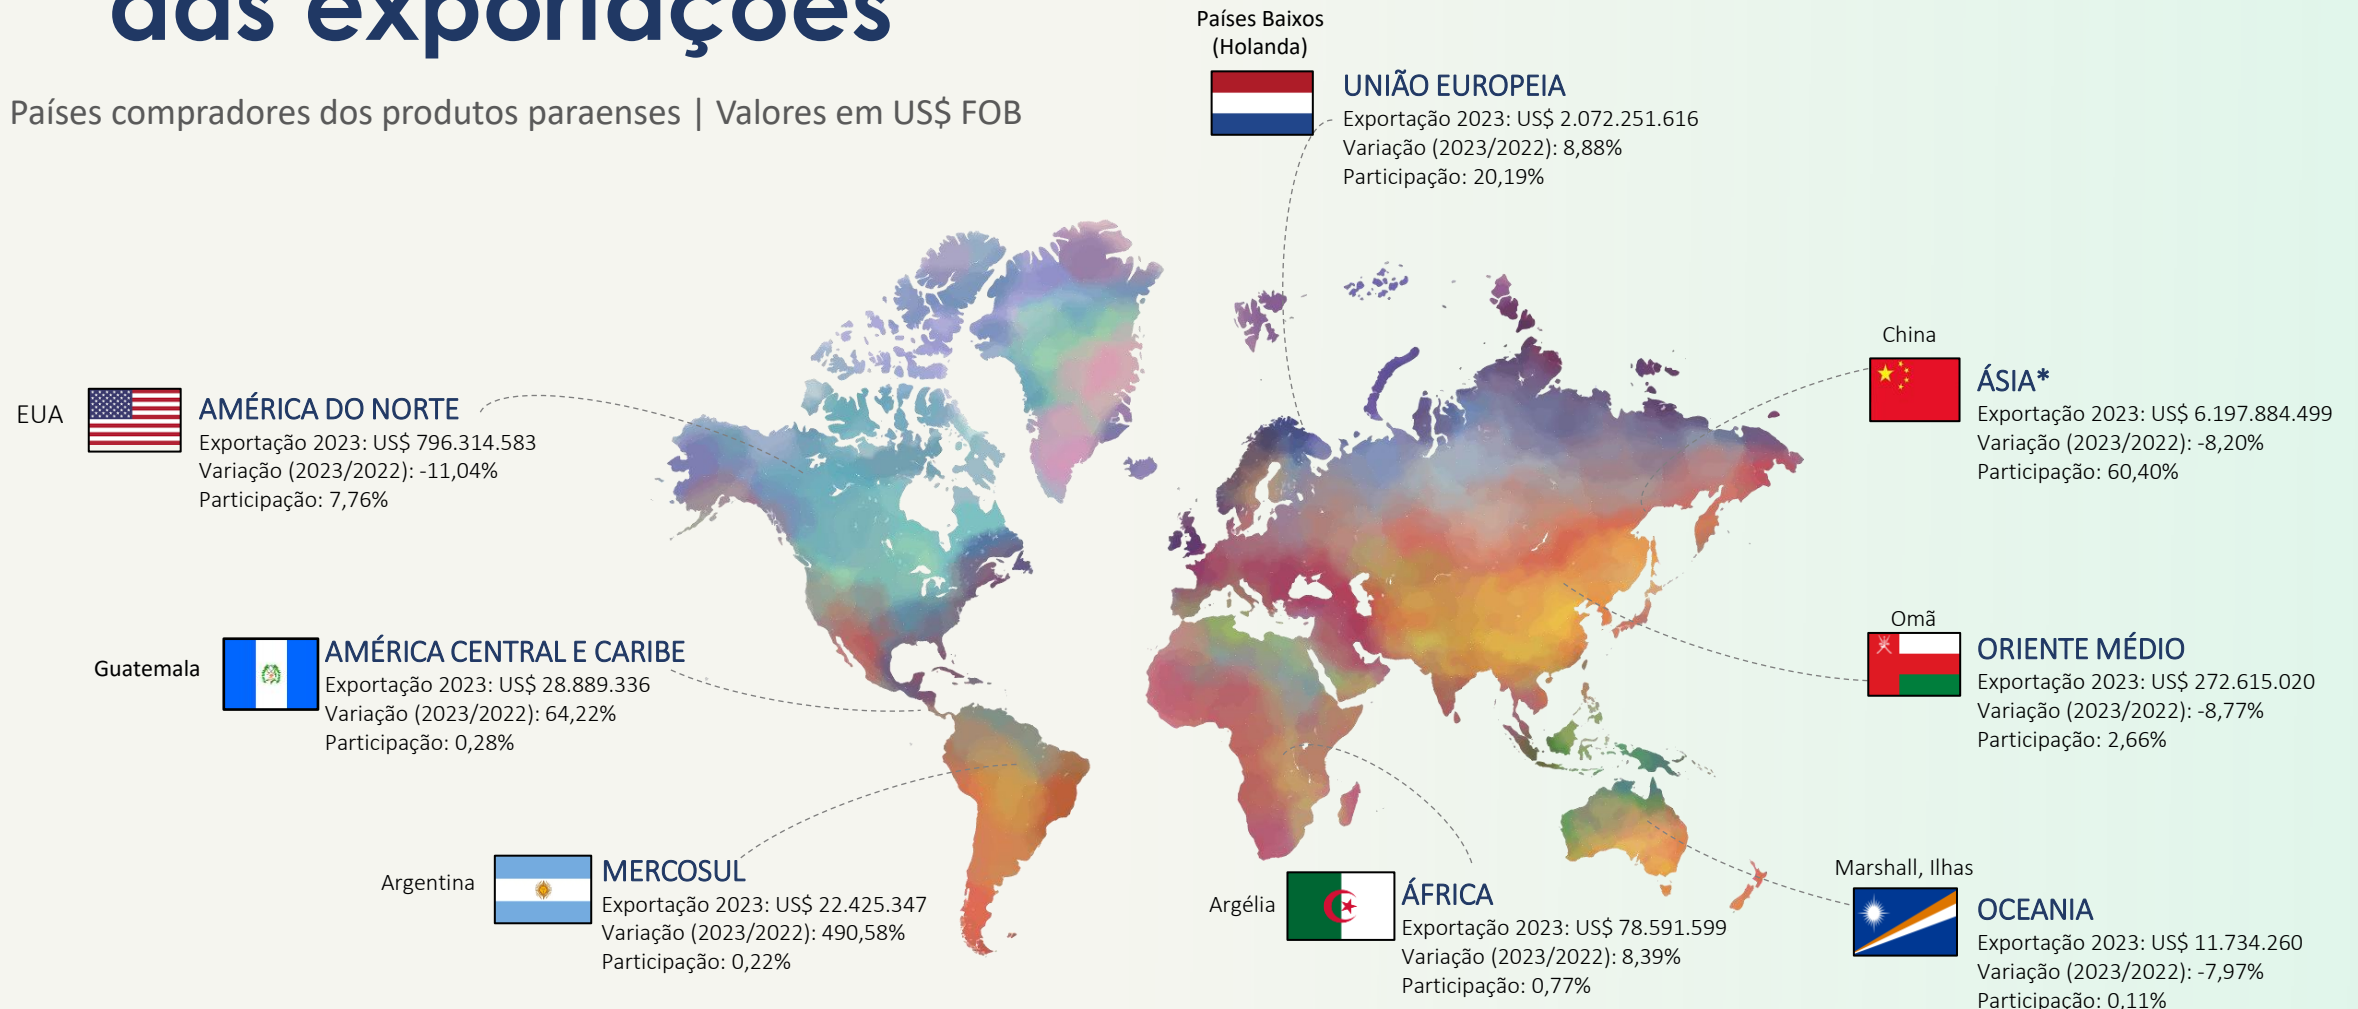 das exportações
Países compradores dos produtos paraenses | Valores em US$ FOB
Países Baixos
(Holanda)
UNIÃO EUROPEIA
Exportação 2023: US$ 2.072.251.616
Variação (2023/2022): 8,88%
Participação: 20,19%
China
ÁSIA*
Exportação 2023: US$ 6.197.884.499
Variação (2023/2022): -8,20%
Participação: 60,40%
EUA
AMÉRICA DO NORTE
Exportação 2023: US$ 796.314.583
Variação (2023/2022): -11,04%
Participação: 7,76%
Omã
ORIENTE MÉDIO
Exportação 2023: US$ 272.615.020
Variação (2023/2022): -8,77%
Participação: 2,66%
Guatemala
AMÉRICA CENTRAL E CARIBE
Exportação 2023: US$ 28.889.336
Variação (2023/2022): 64,22%
Participação: 0,28%
Argentina
MERCOSUL
Exportação 2023: US$ 22.425.347
Variação (2023/2022): 490,58%
Participação: 0,22%
Argélia
ÁFRICA
Exportação 2023: US$ 78.591.599
Variação (2023/2022): 8,39%
Participação: 0,77%
Marshall, Ilhas
OCEANIA
Exportação 2023: US$ 11.734.260
Variação (2023/2022): -7,97%
Participação: 0,11%